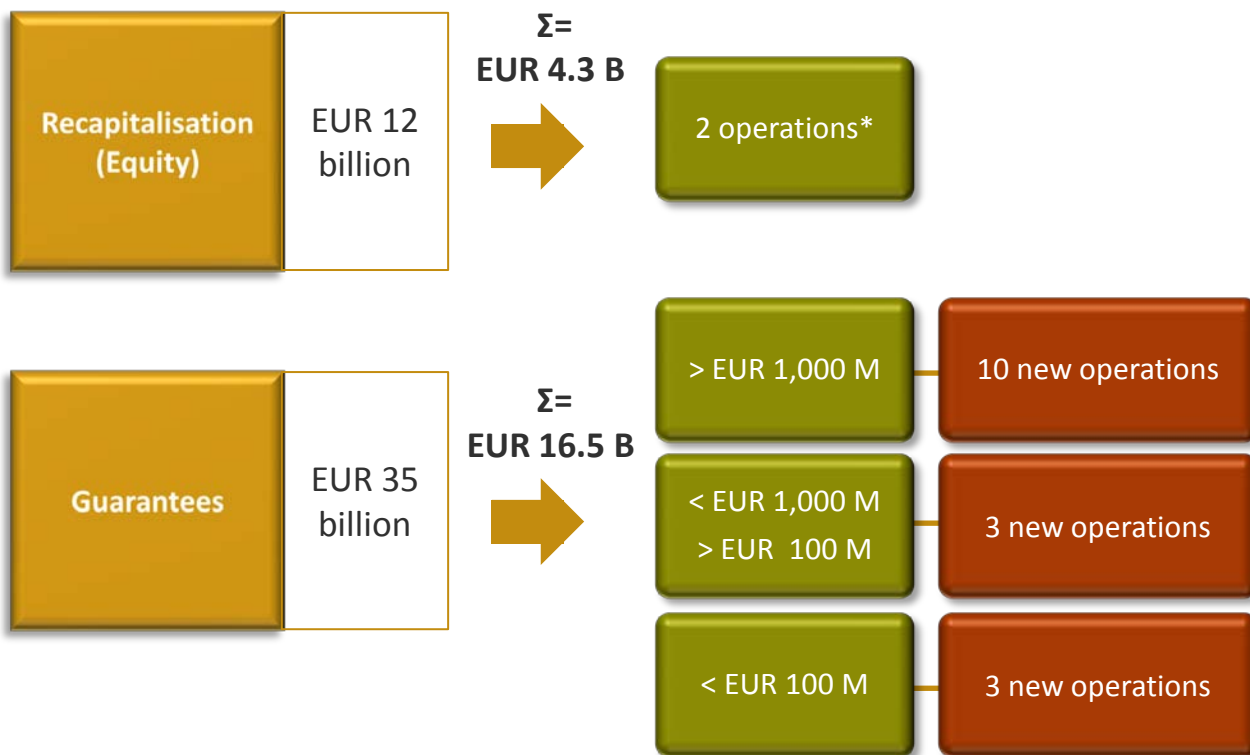 Recapitalisation
(Equity)
EUR 12
billion
Σ=
EUR 4.3 B
2 operations*
Guarantees
EUR 35
billion
Σ=
EUR 16.5 B
> EUR 1,000 M
10 new operations
< EUR 1,000 M
> EUR 100 M
3 new operations
< EUR 100 M
3 new operations